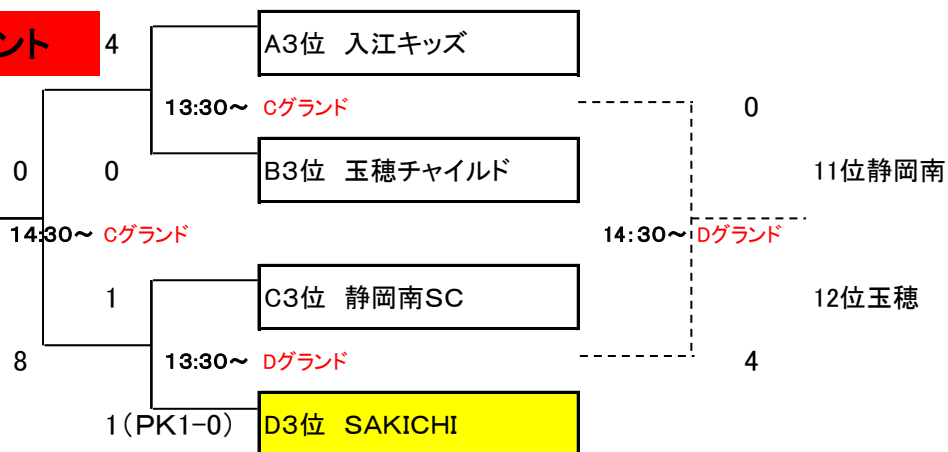 ント
4
A3位 入江キッズ
13:30～ Cグランド
0
0
0
B3位 玉穂チャイルド
11位静岡南
14:30～ Cグランド
14:30～ Dグランド
1
C3位 静岡南SC
12位玉穂
8
13:30～ Dグランド
4
1(PK1-0)
D3位 SAKICHI